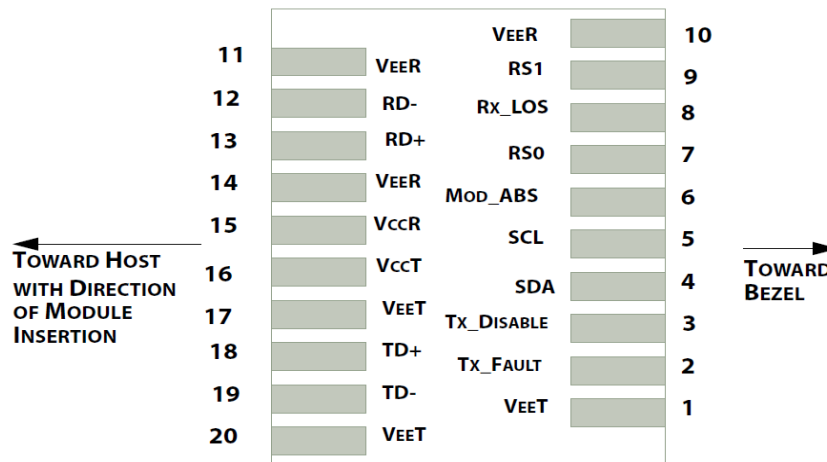 VEER 10
11 VEER
RS1 9
12 RD-
RX_LOS 8
13 RD+
RS0 7
14 VEER
MOD_ABS 6
15 VCCR
SCL 5
16 VCCT
SDA 4
17 VEET
TX_DISABLE 3
18 TD+
TX_FAULT 2
19 TD-
VEET 1
20 VEET
TOWARD HOST
WITH DIRECTION
OF MODULE
INSERTION
TOWARD
BEZEL